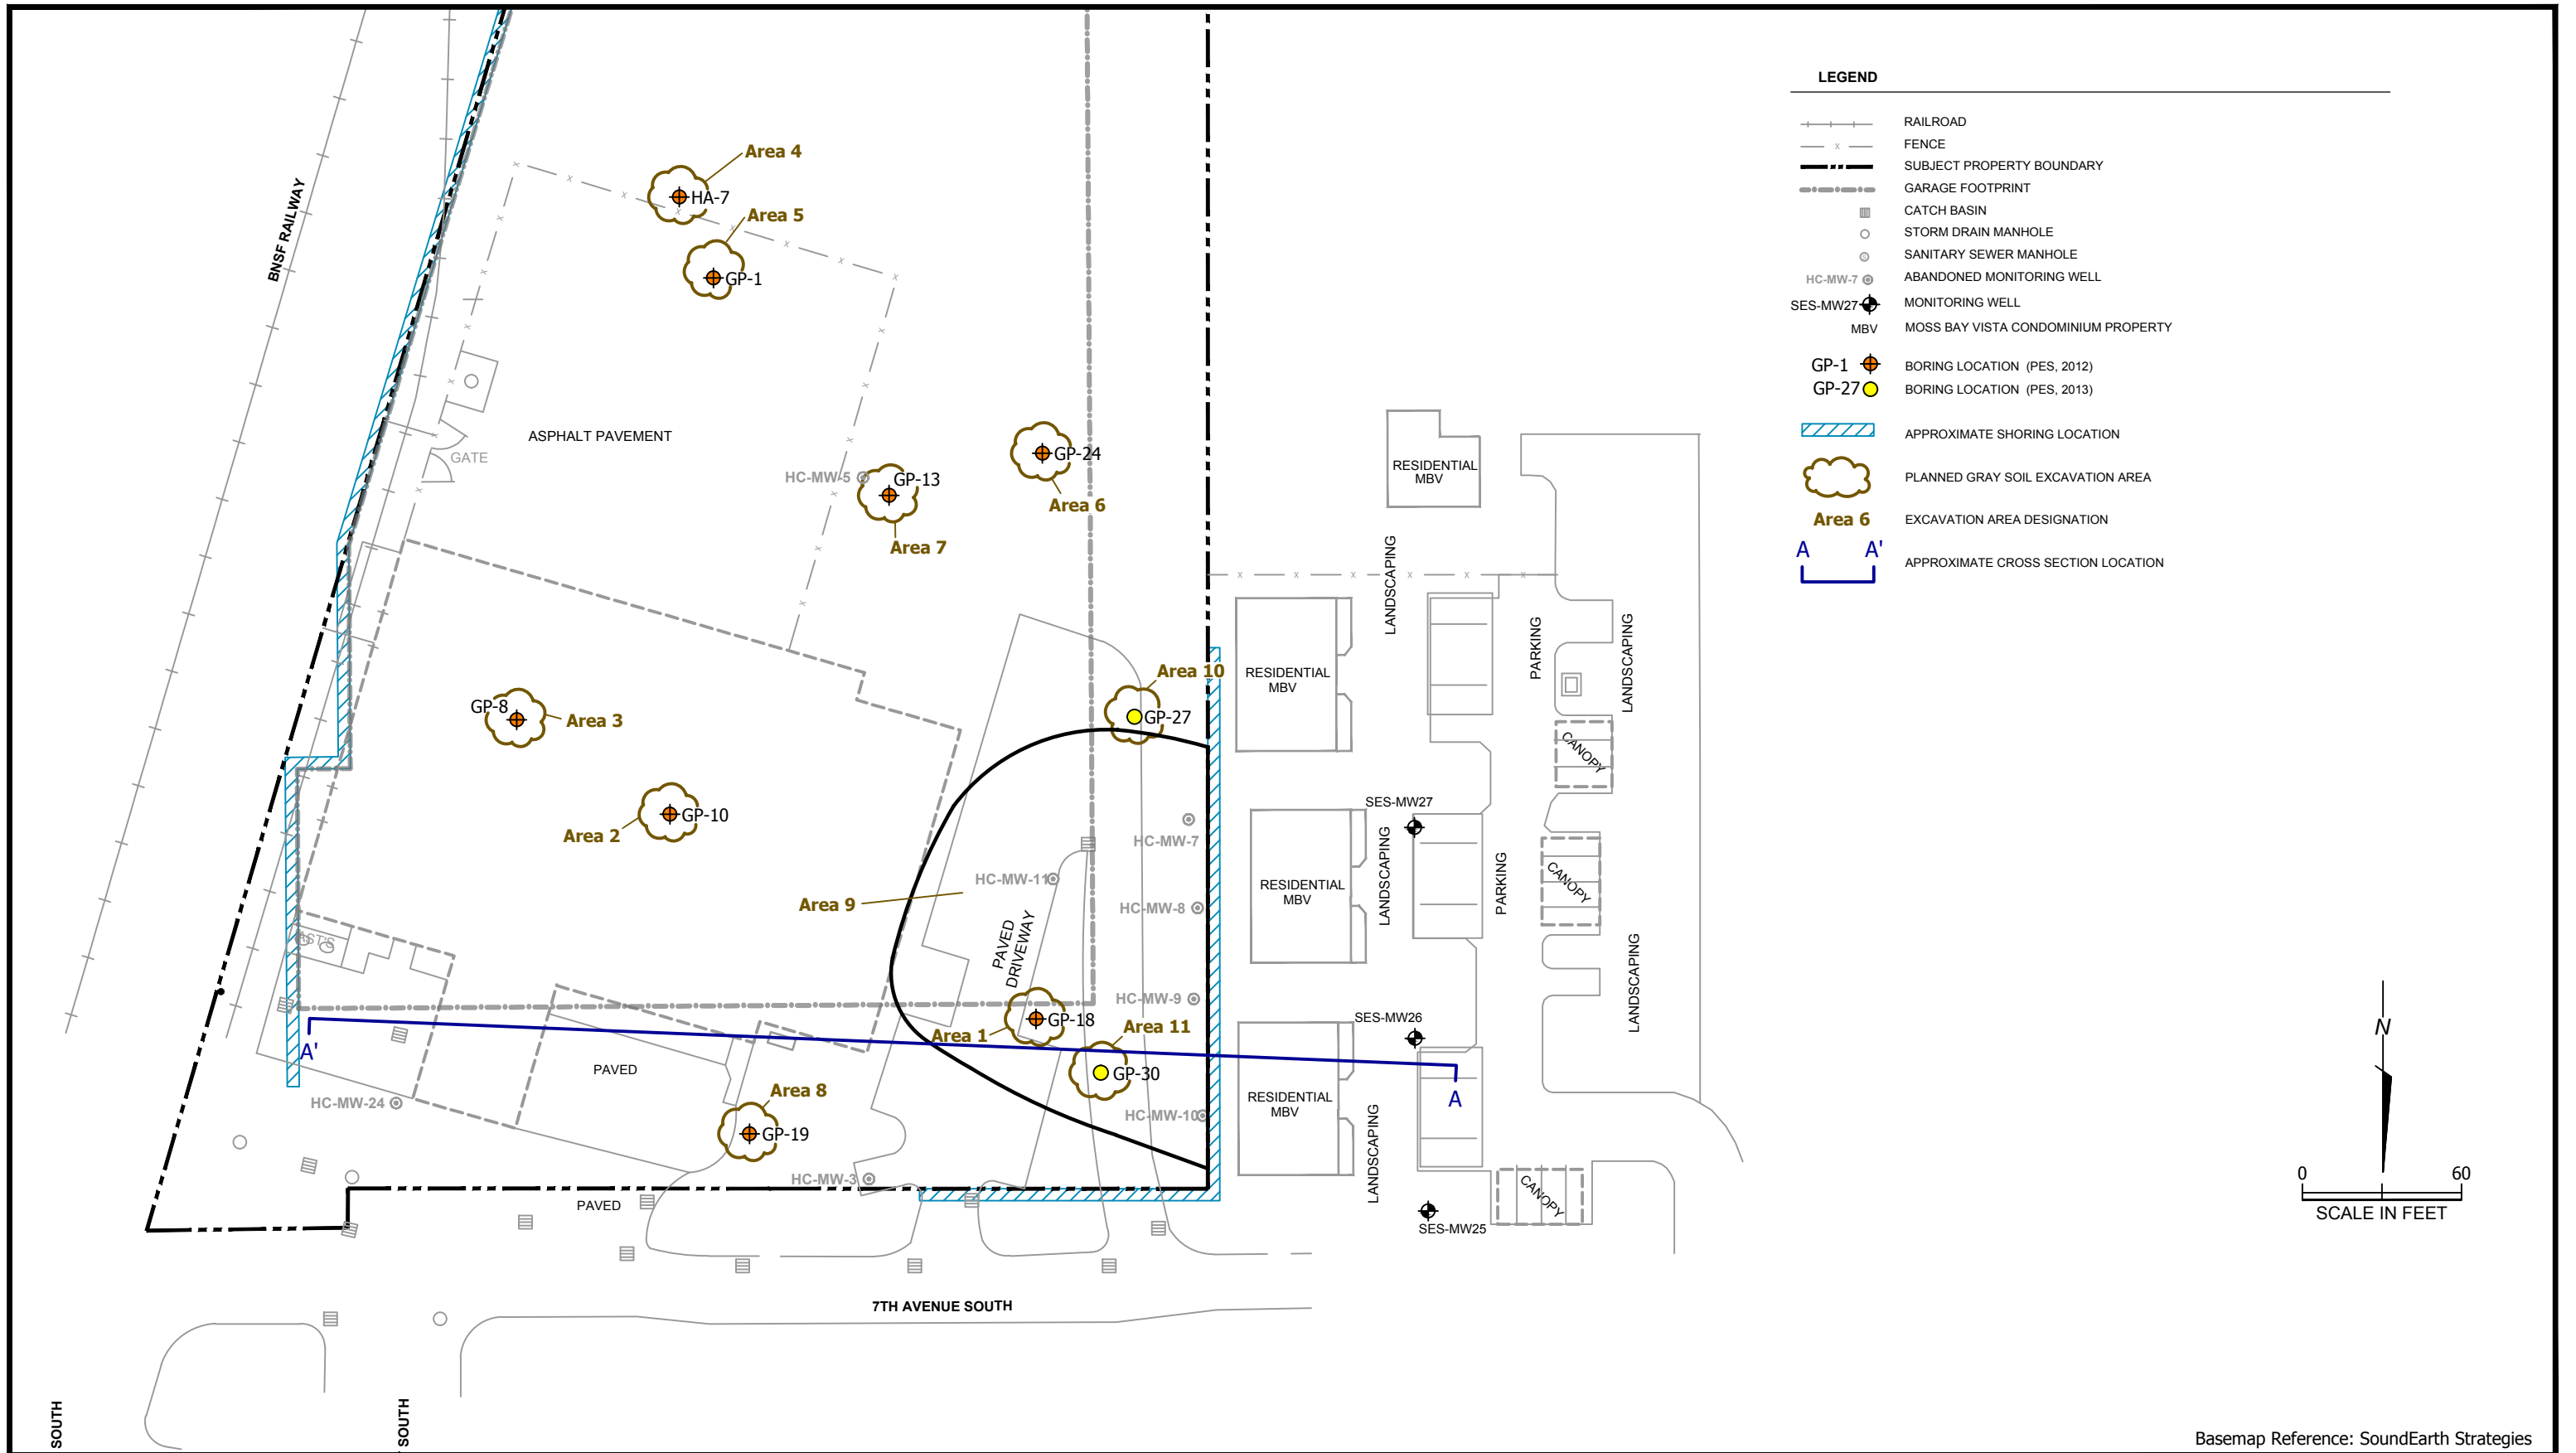 LEGEND
RAILROAD
FENCE
SUBJECT PROPERTY BOUNDARY
GARAGE FOOTPRINT
CATCH BASIN
STORM DRAIN MANHOLE
SANITARY SEWER MANHOLE
HC-MW-7 ABANDONED MONITORING WELL
SES-MW27 MONITORING WELL
MBV MOSS BAY VISTA CONDOMINIUM PROPERTY
GP-1 BORING LOCATION (PES, 2012)
GP-27 BORING LOCATION (PES, 2013)
APPROXIMATE SHORING LOCATION
PLANNED GRAY SOIL EXCAVATION AREA
Area 6 EXCAVATION AREA DESIGNATION
A A'
APPROXIMATE CROSS SECTION LOCATION
BNSF RAILWAY
Area 4
HA-7
Area 5
GP-1
ASPHALT PAVEMENT
GATE
HC-MW-5
GP-13
Area 7
GP-24
Area 6
RESIDENTIAL
MBV
LANDSCAPING
PARKING
LANDSCAPING
RESIDENTIAL
MBV
CANOPY
Area 10
GP-27
GP-8
Area 3
GP-10
Area 2
SES-MW27
HC-MW-7
HC-MW-11
Area 9
HC-MW-8
RESIDENTIAL
MBV
LANDSCAPING
PARKING
CANOPY
LANDSCAPING
AST'S
PAVED
DRIVEWAY
HC-MW-9
GP-18
Area 1
Area 11
GP-30
SES-MW26
A'
A
PAVED
HC-MW-24
Area 8
GP-19
HC-MW-10
RESIDENTIAL
MBV
LANDSCAPING
HC-MW-3
PAVED
CANOPY
SES-MW25
7TH AVENUE SOUTH
N
0 60
SCALE IN FEET
SOUTH
SOUTH
Basemap Reference: SoundEarth Strategies